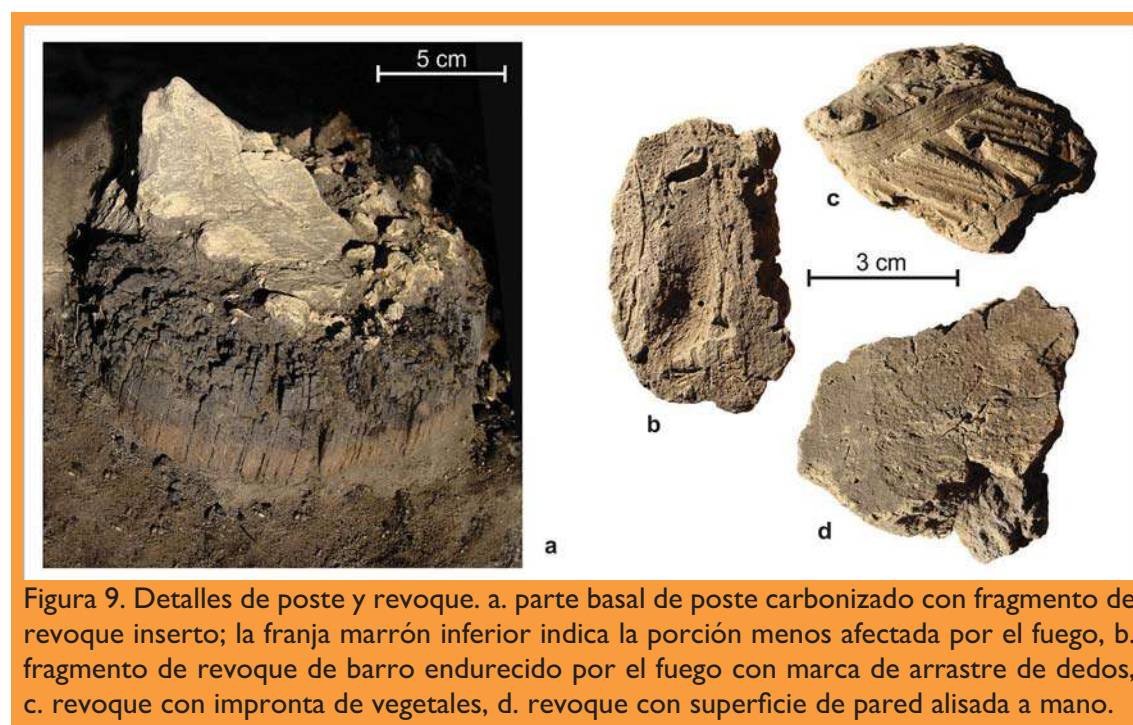 5 cm
c
3 cm
b
d
a
Figura 9. Detalles de poste y revoque. a. parte basal de poste carbonizado con fragmento de
revoque inserto; la franja marrón inferior indica la porción menos afectada por el fuego, b.
fragmento de revoque de barro endurecido por el fuego con marca de arrastre de dedos,
c. revoque con impronta de vegetales, d. revoque con superficie de pared alisada a mano.